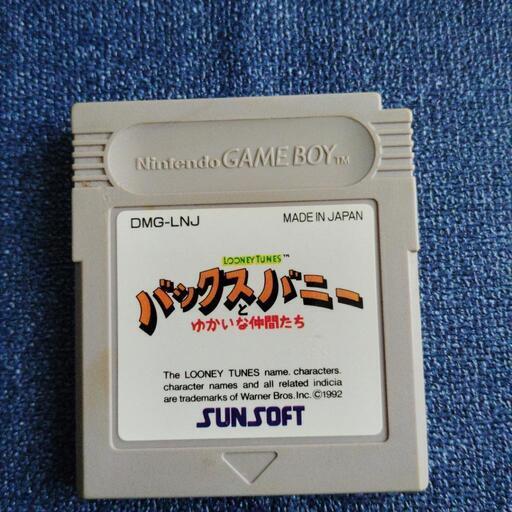 Nintendo GAME BOY TM
DMG-LNJ
MADE IN JAPAN
LOONEY TUNES™
バックスバニー
と
ゆかいな仲間たち
The LOONEY TUNES name. characters.
character names and all related indicia
are trademarks of Warner Bros.Inc.©1992
SUNSOFT